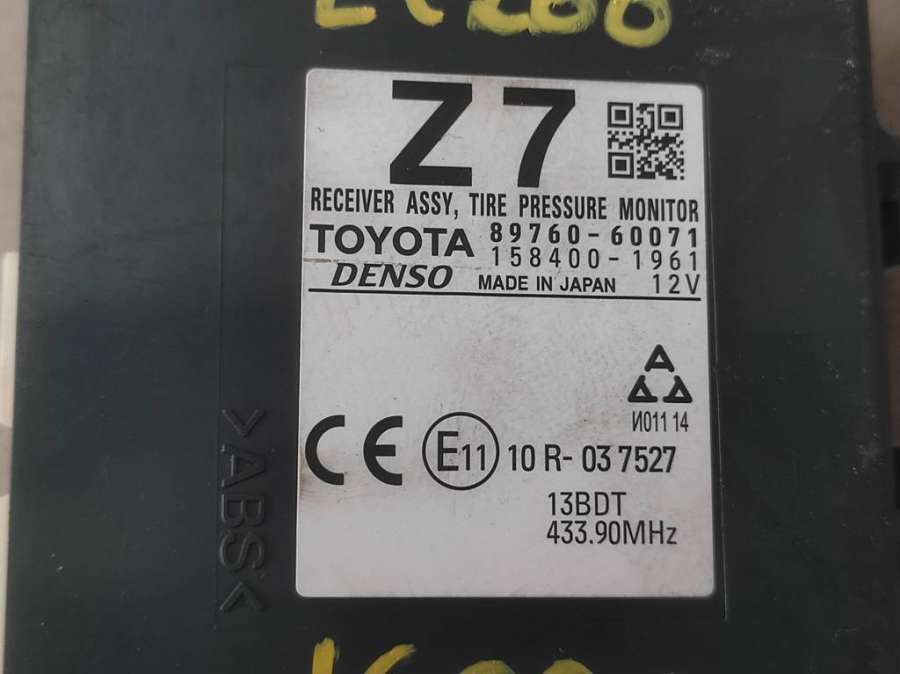 LC200
Z7
RECEIVER ASSY, TIRE PRESSURE MONITOR
TOYOTA 89760-60071
158400-1961
DENSO MADE IN JAPAN 12V
И011 14
CE E11 10 R-03 7527
13BDT
433.90MHz
>ABS<